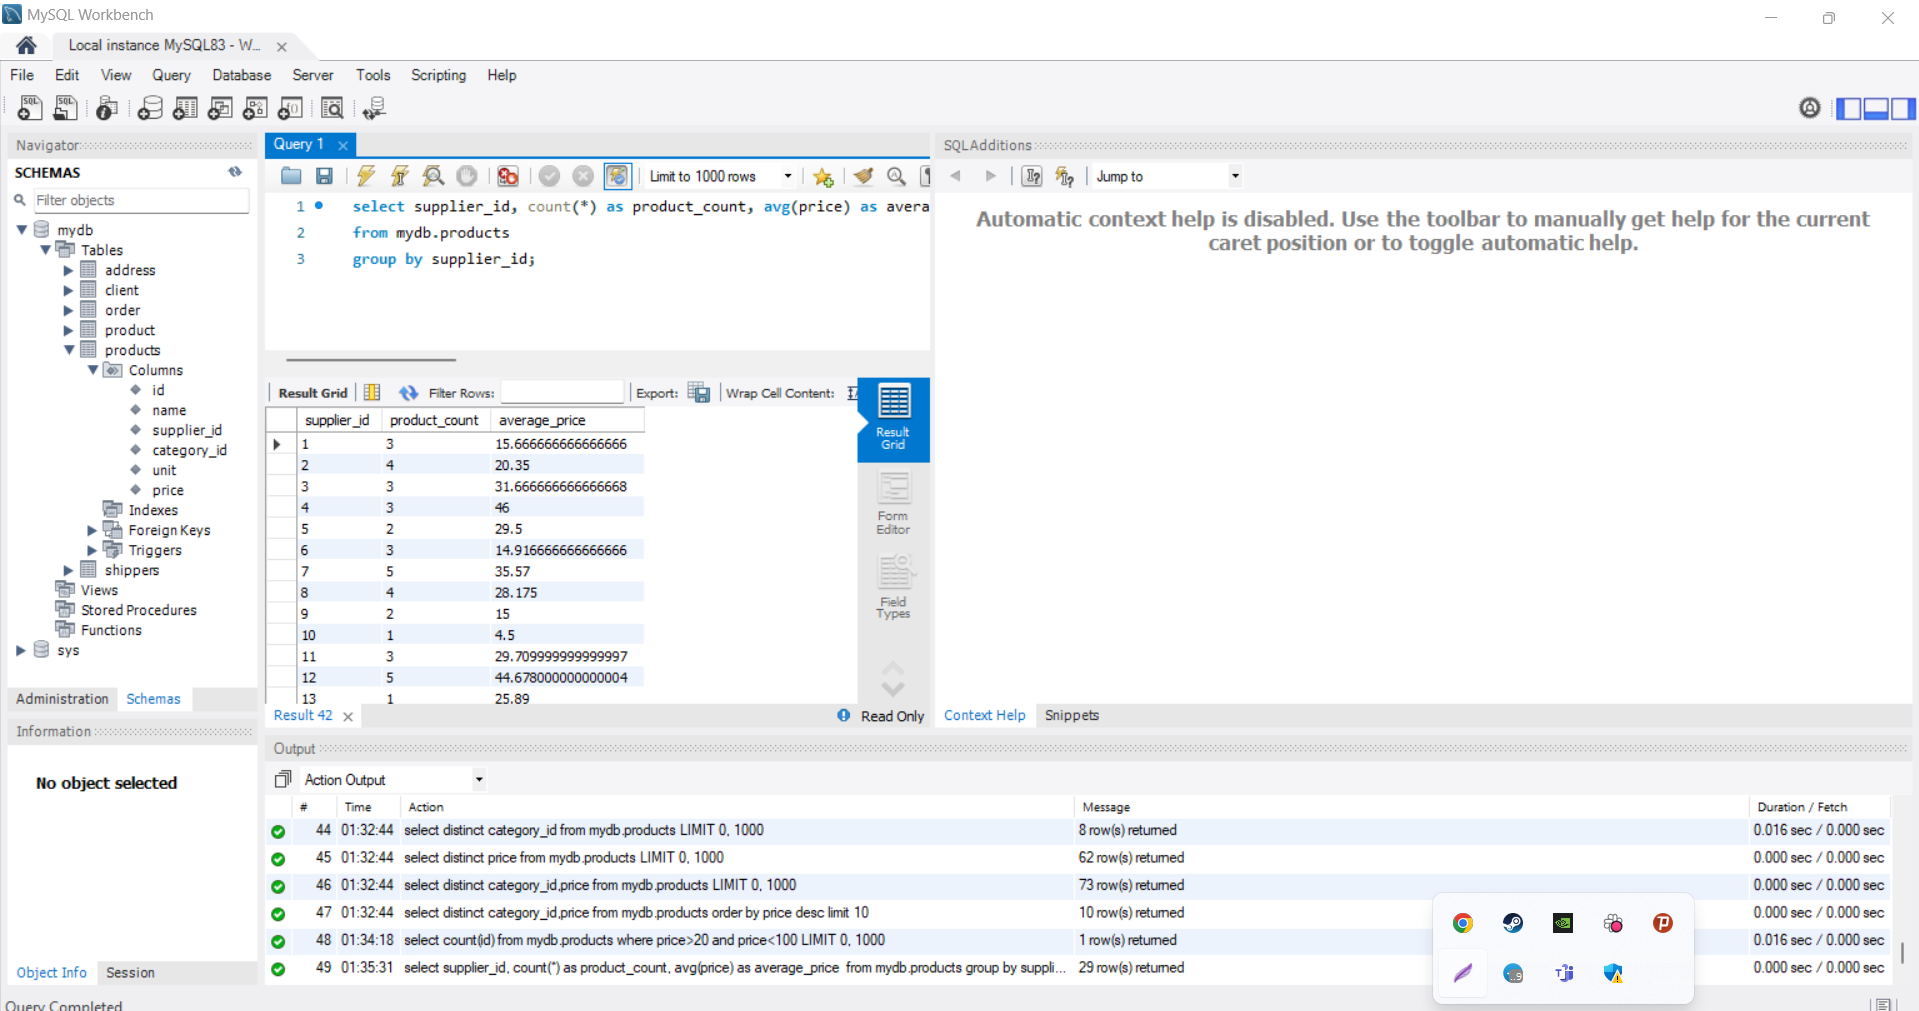 MySQL Workbench
Local instance MySQL83 - W...
File Edit View Query Database Server Tools Scripting Help
Navigator
SCHEMAS
Filter objects
mydb
Tables
address
client
order
product
products
Columns
id
name
supplier_id
category_id
unit
price
Indexes
Foreign Keys
Triggers
shippers
Views
Stored Procedures
Functions
sys
Administration Schemas
Information
No object selected
Object Info Session
Query Completed
Query 1
Limit to 1000 rows
1 select supplier_id, count(*) as product_count, avg(price) as avera
2 from mydb.products
3 group by supplier_id;
Result Grid Filter Rows: Export: Wrap Cell Content:
supplier_id product_count average_price
1 3 15.666666666666666
2 4 20.35
3 3 31.666666666666668
4 3 46
5 2 29.5
6 3 14.916666666666666
7 5 35.57
8 4 28.175
9 2 15
10 1 4.5
11 3 29.709999999999997
12 5 44.678000000000004
13 1 25.89
Result Grid
Form Editor
Field Types
Result 42
Read Only
SQLAdditions
Jump to
Automatic context help is disabled. Use the toolbar to manually get help for the current
caret position or to toggle automatic help.
Context Help Snippets
Output
Action Output
# Time Action Message Duration / Fetch
44 01:32:44 select distinct category_id from mydb.products LIMIT 0, 1000 8 row(s) returned 0.016 sec / 0.000 sec
45 01:32:44 select distinct price from mydb.products LIMIT 0, 1000 62 row(s) returned 0.000 sec / 0.000 sec
46 01:32:44 select distinct category_id,price from mydb.products LIMIT 0, 1000 73 row(s) returned 0.000 sec / 0.000 sec
47 01:32:44 select distinct category_id,price from mydb.products order by price desc limit 10 10 row(s) returned 0.000 sec / 0.000 sec
48 01:34:18 select count(id) from mydb.products where price>20 and price<100 LIMIT 0, 1000 1 row(s) returned 0.016 sec / 0.000 sec
49 01:35:31 select supplier_id, count(*) as product_count, avg(price) as average_price from mydb.products group by suppli... 29 row(s) returned 0.000 sec / 0.000 sec